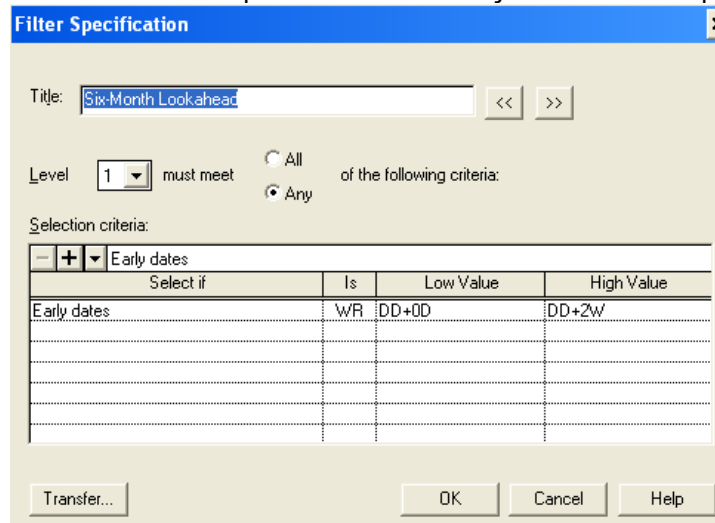 Filter Specification
Title: Six-Month Lookahead << >>
Level 1 must meet All Any of the following criteria:
Selection criteria:
Early dates
Select if Is Low Value High Value
Early dates WR DD+0D DD+2W
Transfer... OK Cancel Help